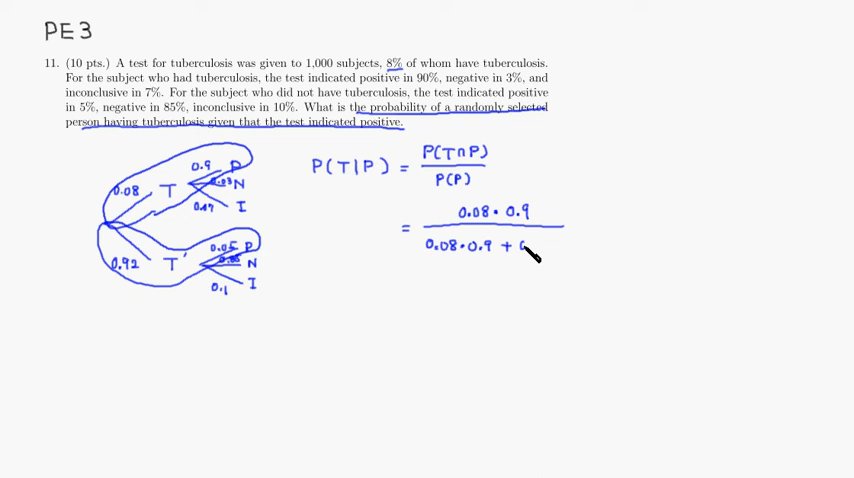 PE3
11. (10 pts.) A test for tuberculosis was given to 1,000 subjects, 8% of whom have tuberculosis.
For the subject who had tuberculosis, the test indicated positive in 90%, negative in 3%, and
inconclusive in 7%. For the subject who did not have tuberculosis, the test indicated positive
in 5%, negative in 85%, inconclusive in 10%. What is the probability of a randomly selected
person having tuberculosis given that the test indicated positive.
0.9 P
0.08 T 0.03 N
I
0.05 P
0.92 T' N
0.1 I
P(T|P) = P(T∩P) / P(P)
= 0.08 · 0.9 / 0.08 · 0.9 +